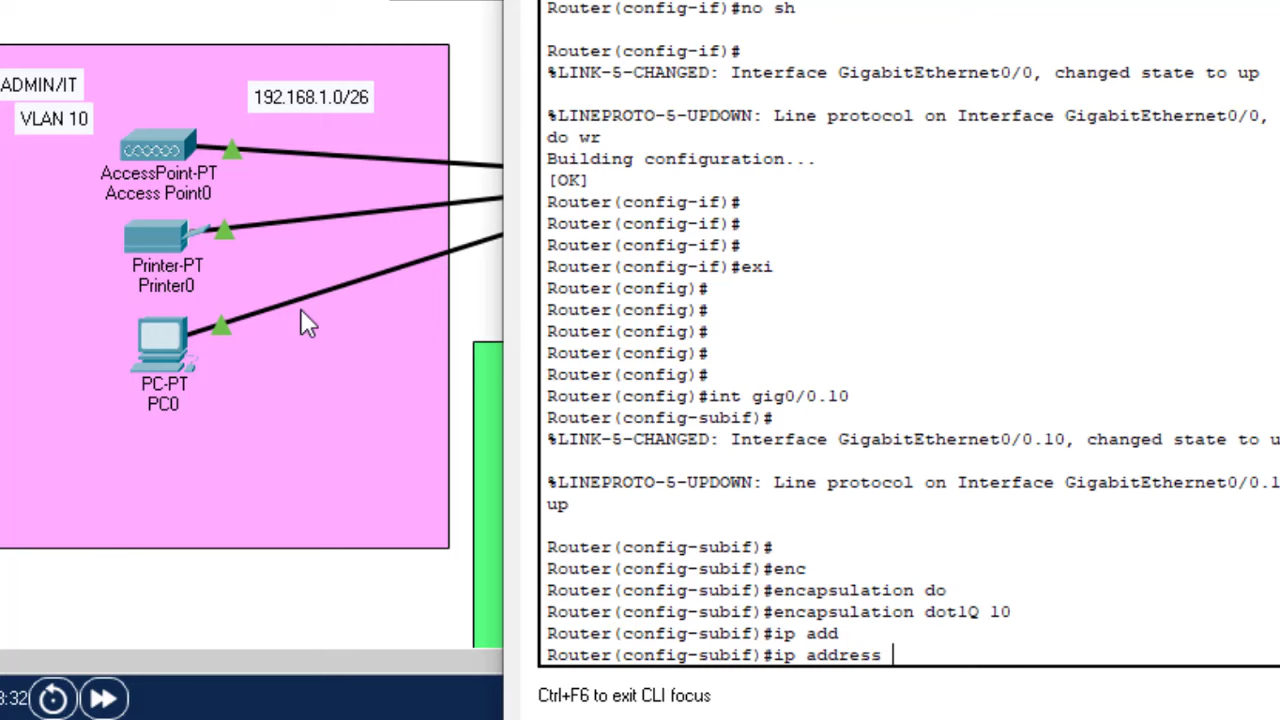 ADMIN/IT
VLAN 10
192.168.1.0/26
AccessPoint-PT
Access Point0
Printer-PT
Printer0
PC-PT
PC0
3:32
Router(config-if)#no sh
Router(config-if)#
%LINK-5-CHANGED: Interface GigabitEthernet0/0, changed state to up
%LINEPROTO-5-UPDOWN: Line protocol on Interface GigabitEthernet0/0,
do wr
Building configuration...
[OK]
Router(config-if)#
Router(config-if)#
Router(config-if)#
Router(config-if)#exi
Router(config)#
Router(config)#
Router(config)#
Router(config)#
Router(config)#
Router(config)#int gig0/0.10
Router(config-subif)#
%LINK-5-CHANGED: Interface GigabitEthernet0/0.10, changed state to u
%LINEPROTO-5-UPDOWN: Line protocol on Interface GigabitEthernet0/0.1
up
Router(config-subif)#
Router(config-subif)#enc
Router(config-subif)#encapsulation do
Router(config-subif)#encapsulation dot1Q 10
Router(config-subif)#ip add
Router(config-subif)#ip address
Ctrl+F6 to exit CLI focus